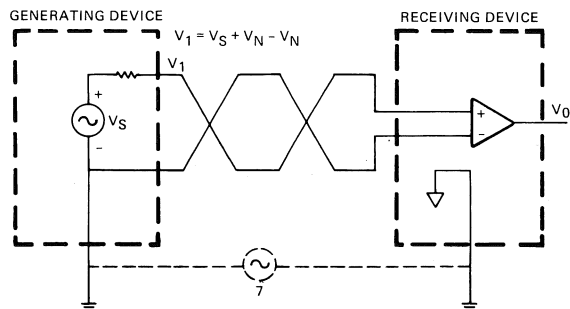 GENERATING DEVICE
RECEIVING DEVICE
V1 = VS + VN − VN
V1
+
VS
−
+
−
V0
7